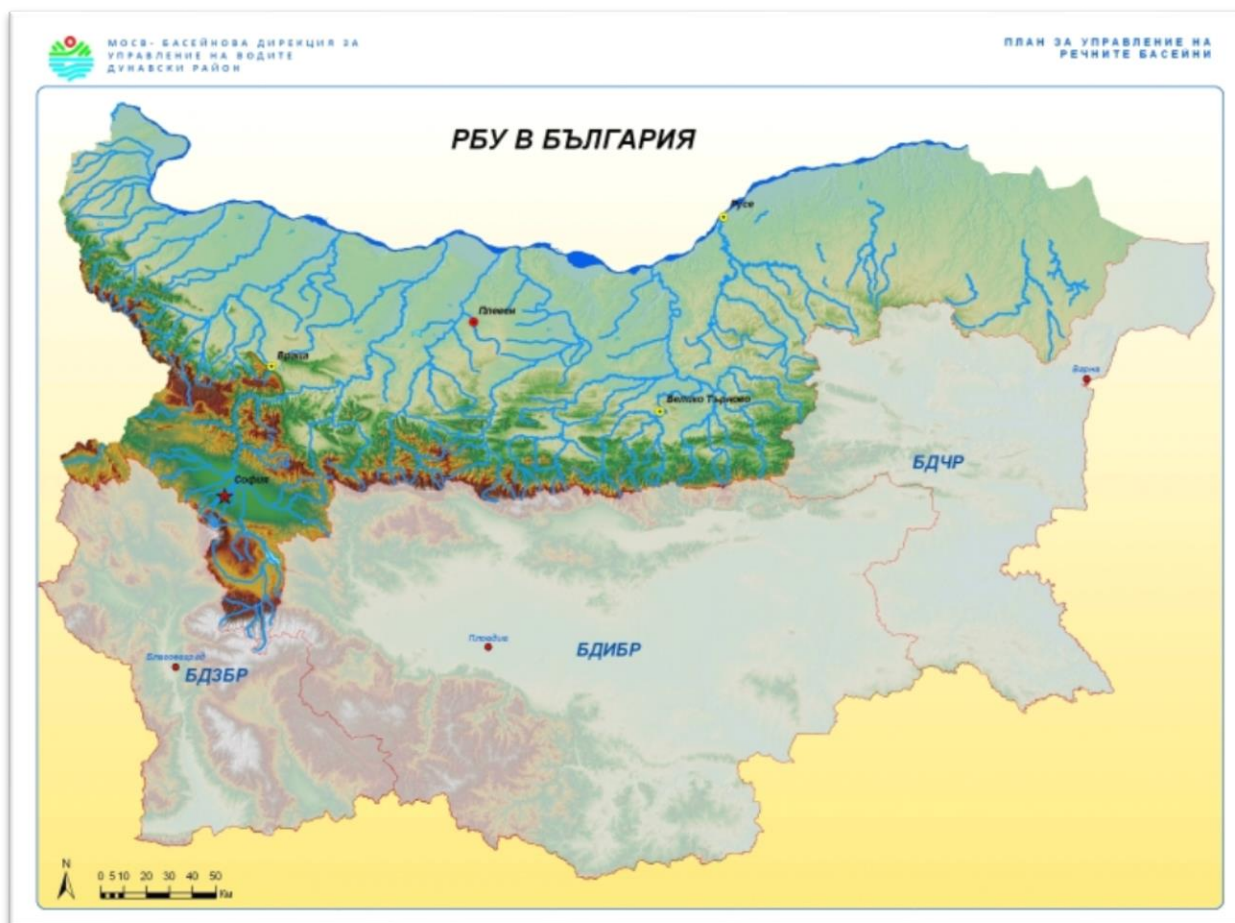 МОСВ- БАСЕЙНОВА ДИРЕКЦИЯ ЗА
УПРАВЛЕНИЕ НА ВОДИТЕ
ДУНАВСКИ РАЙОН
ПЛАН ЗА УПРАВЛЕНИЕ НА
РЕЧНИТЕ БАСЕЙНИ
РБУ В БЪЛГАРИЯ
Русе
Плевен
Враца
Варна
Велико Търново
БДЧР
София
Пловдив
БДИБР
Благоевград
БДЗБР
N
0 5 10 20 30 40 50
Км